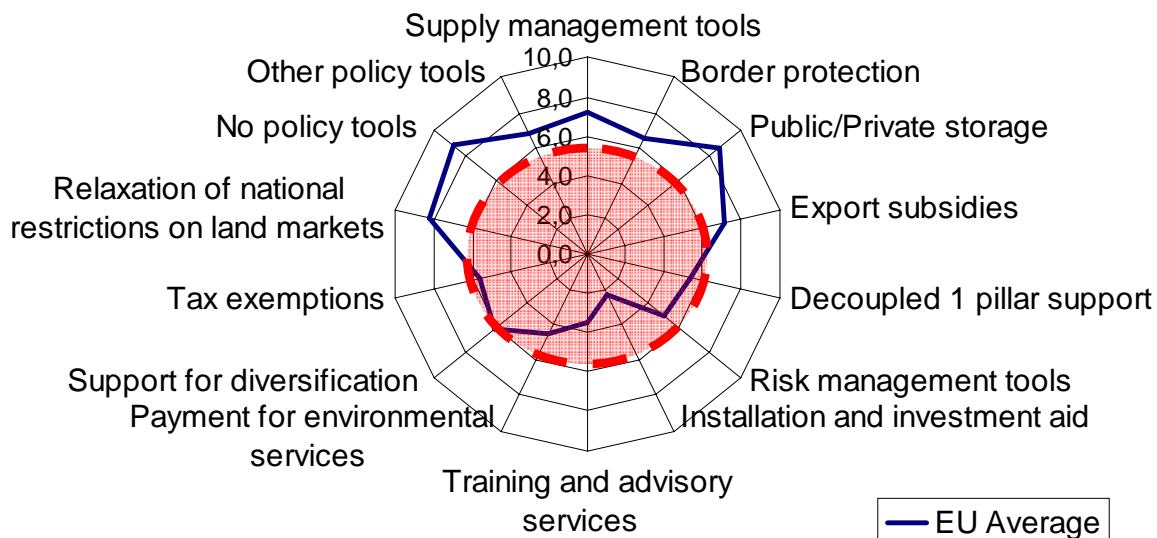 Supply management tools
10,0
Other policy tools
Border protection
8,0
No policy tools
6,0
Public/Private storage
4,0
Relaxation of national
restrictions on land markets
2,0
Export subsidies
0,0
Tax exemptions
Decoupled 1 pillar support
Support for diversification
Risk management tools
Payment for environmental
services
Installation and investment aid
Training and advisory
services
EU Average